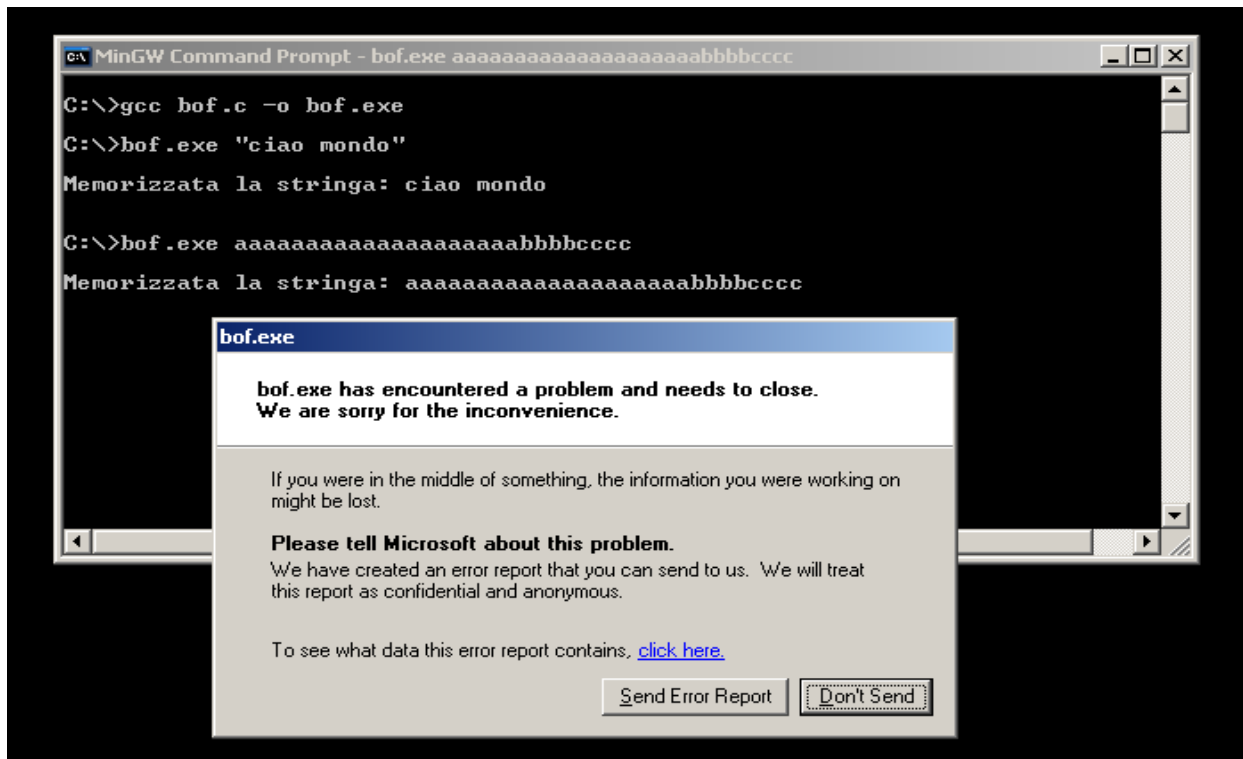 MinGW Command Prompt - bof.exe aaaaaaaaaaaaaaaaaaaabbbbcccc
C:\>gcc bof.c -o bof.exe
C:\>bof.exe "ciao mondo"
Memorizzata la stringa: ciao mondo
C:\>bof.exe aaaaaaaaaaaaaaaaaaaabbbbcccc
Memorizzata la stringa: aaaaaaaaaaaaaaaaaaaabbbbcccc
bof.exe
bof.exe has encountered a problem and needs to close.
We are sorry for the inconvenience.
If you were in the middle of something, the information you were working on
might be lost.
Please tell Microsoft about this problem.
We have created an error report that you can send to us. We will treat
this report as confidential and anonymous.
To see what data this error report contains, click here.
Send Error Report
Don't Send